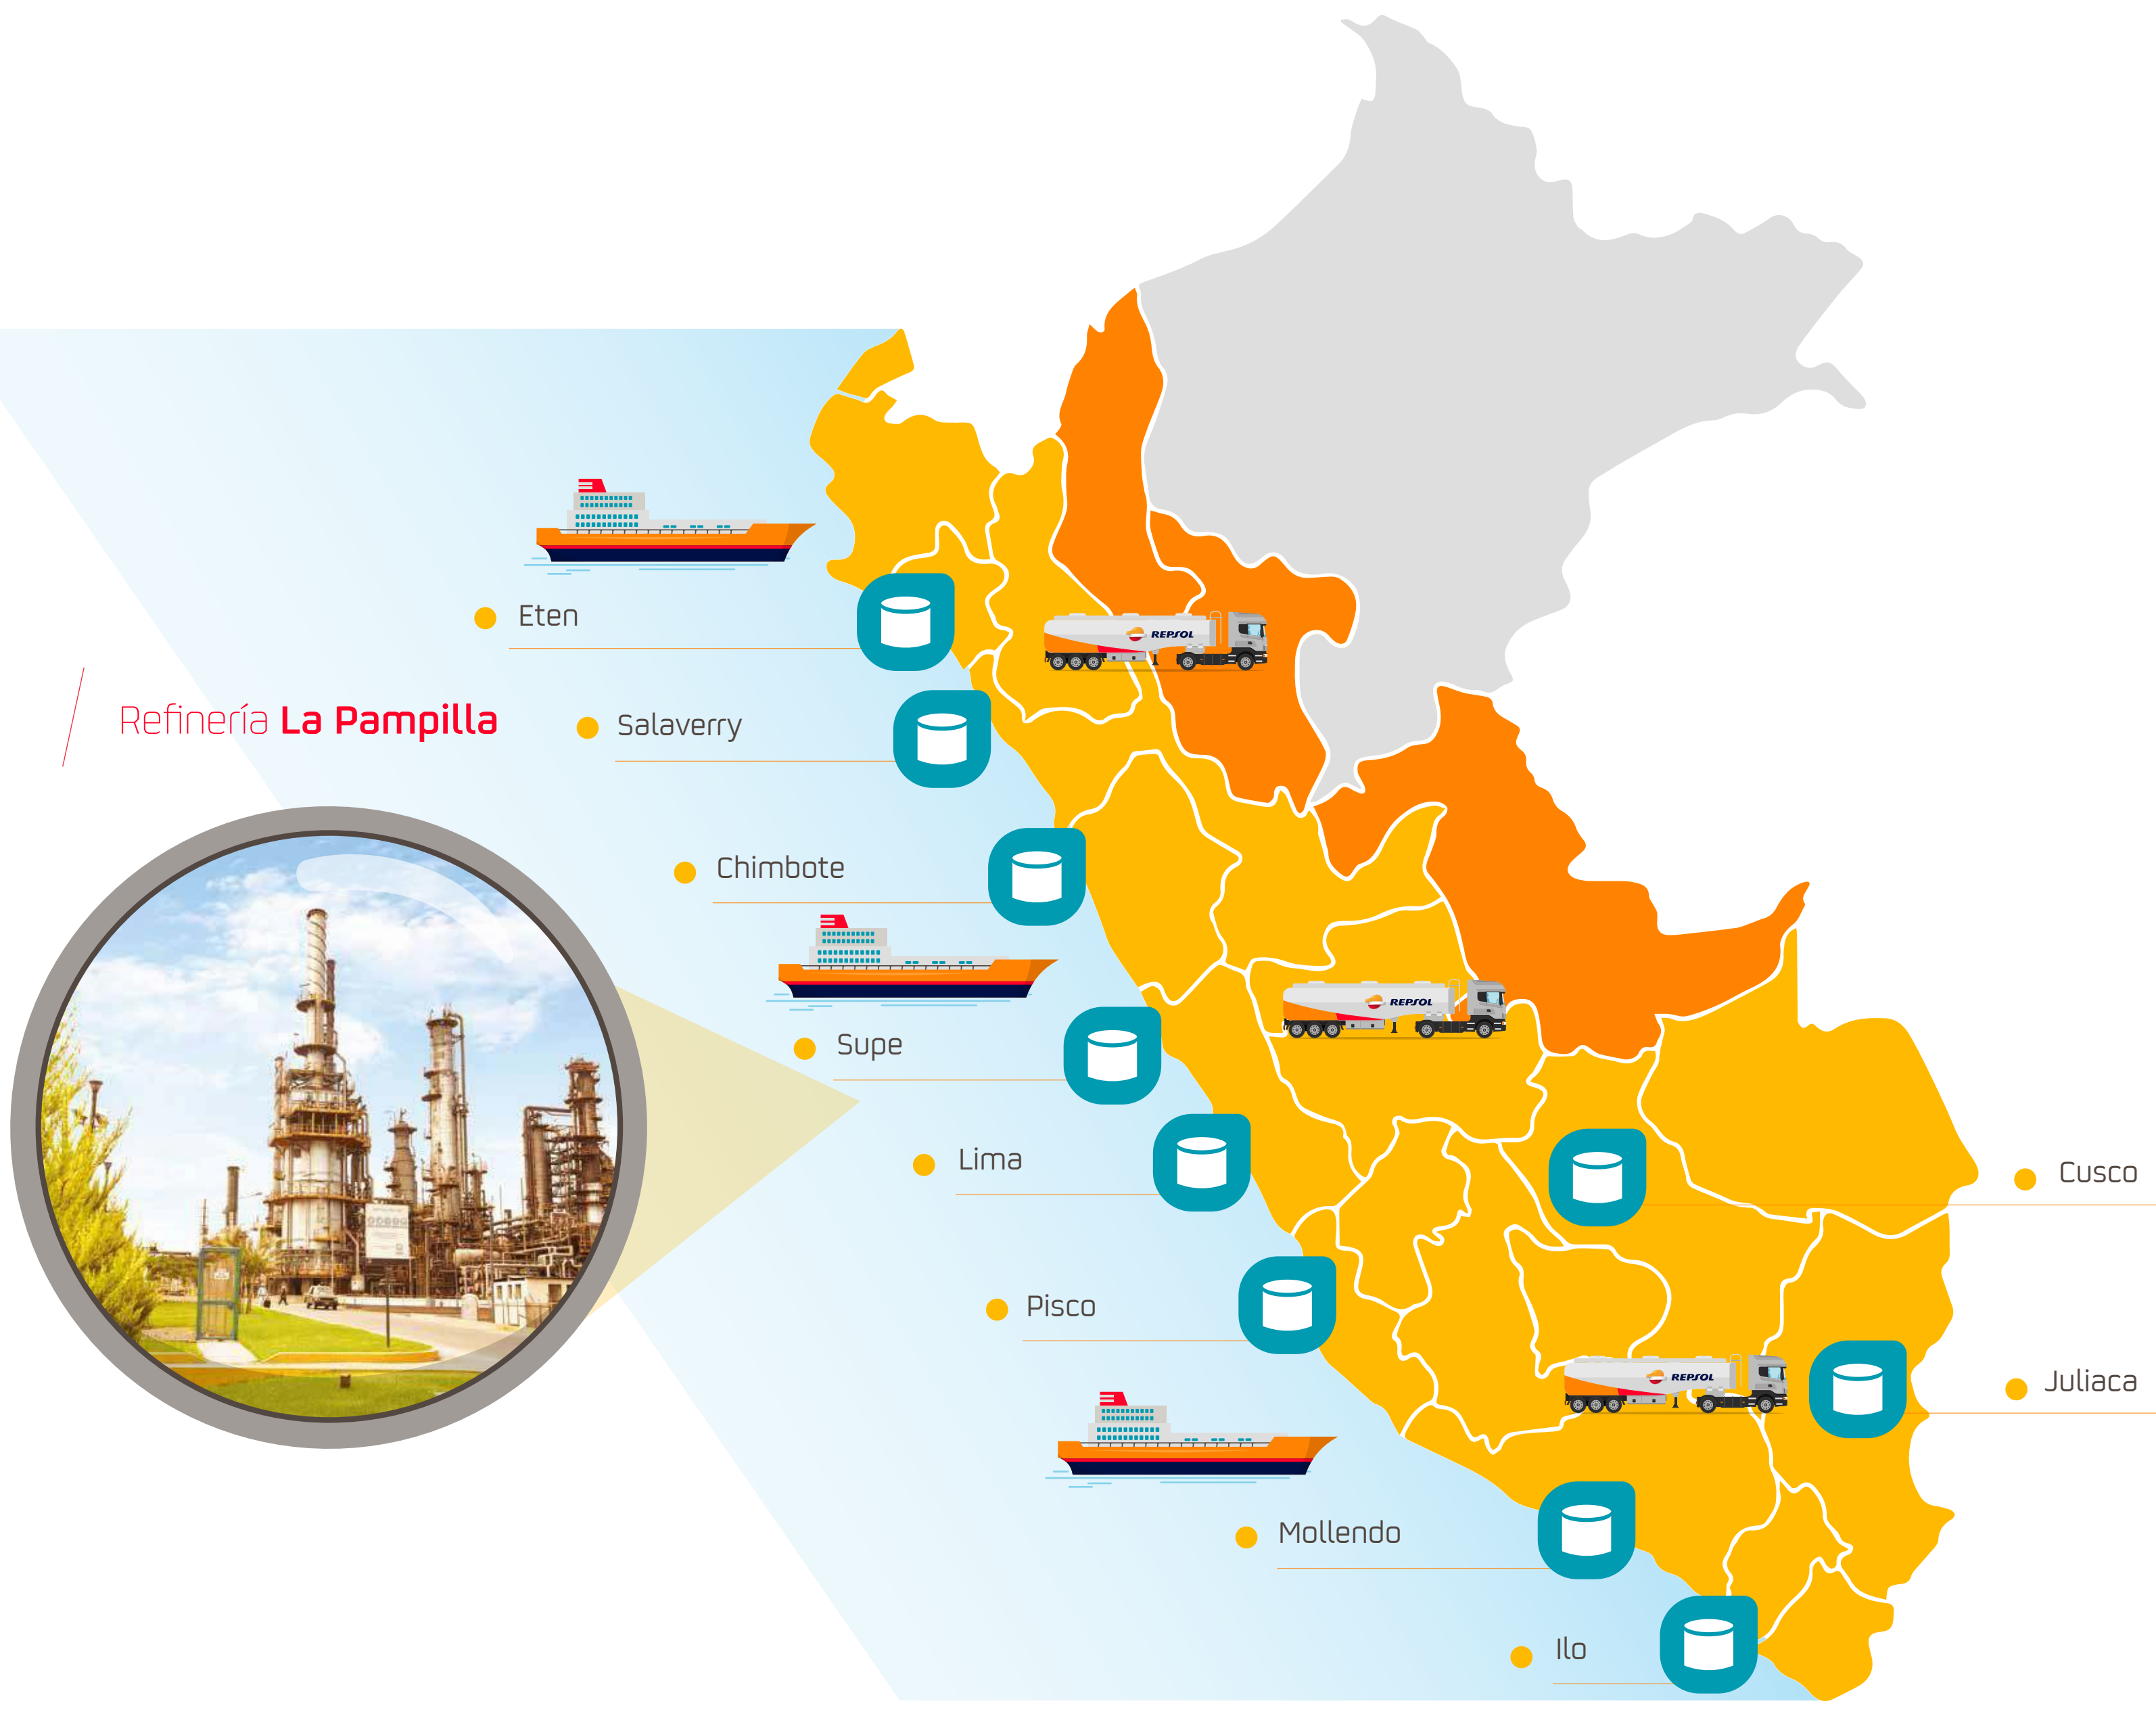 Eten
REPSOL
Refinería La Pampilla
Salaverry
Chimbote
REPSOL
Supe
Lima
Cusco
Pisco
REPSOL
Juliaca
Mollendo
Ilo